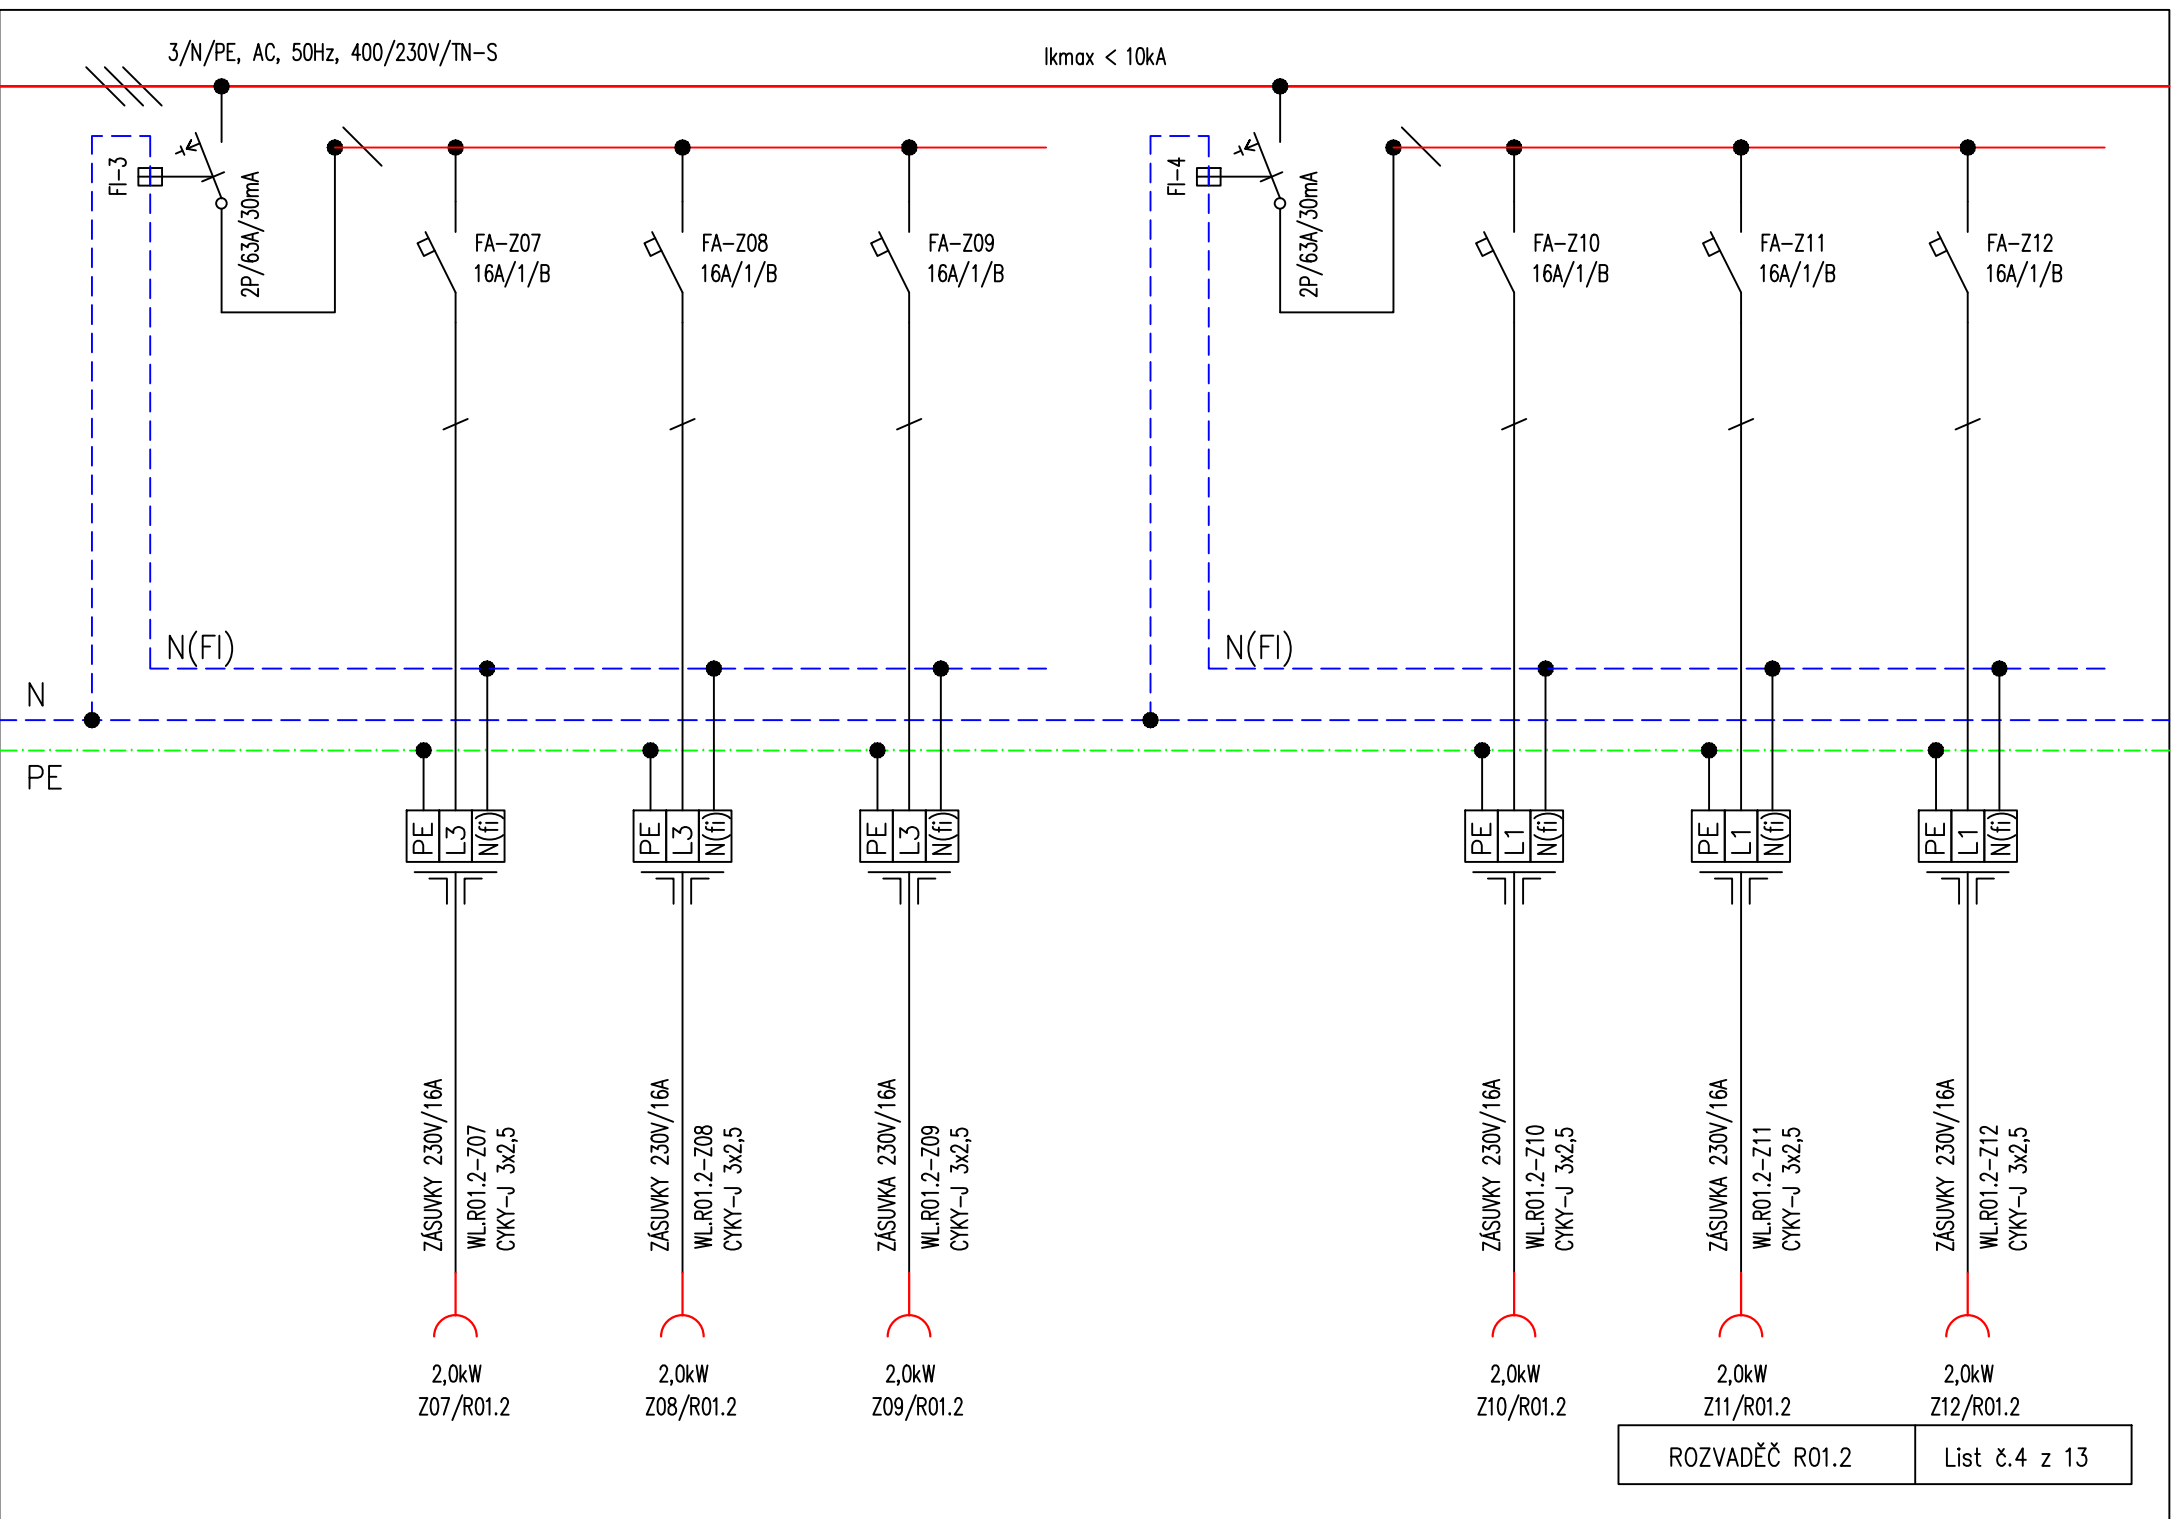 3/N/PE, AC, 50Hz, 400/230V/TN-S
Ikmax < 10kA
FI-3
2P/63A/30mA
FA-Z07
16A/1/B
FA-Z08
16A/1/B
FA-Z09
16A/1/B
FI-4
2P/63A/30mA
FA-Z10
16A/1/B
FA-Z11
16A/1/B
FA-Z12
16A/1/B
N(FI)
N(FI)
N
PE
PE L3 N(fi)
PE L3 N(fi)
PE L3 N(fi)
PE L1 N(fi)
PE L1 N(fi)
PE L1 N(fi)
ZÁSUVKY 230V/16A
WL.R01.2-Z07
CYKY-J 3x2,5
ZÁSUVKY 230V/16A
WL.R01.2-Z08
CYKY-J 3x2,5
ZÁSUVKA 230V/16A
WL.R01.2-Z09
CYKY-J 3x2,5
ZÁSUVKY 230V/16A
WL.R01.2-Z10
CYKY-J 3x2,5
ZÁSUVKA 230V/16A
WL.R01.2-Z11
CYKY-J 3x2,5
ZÁSUVKY 230V/16A
WL.R01.2-Z12
CYKY-J 3x2,5
2,0kW
Z07/R01.2
2,0kW
Z08/R01.2
2,0kW
Z09/R01.2
2,0kW
Z10/R01.2
2,0kW
Z11/R01.2
2,0kW
Z12/R01.2
ROZVADĚČ R01.2
List č.4 z 13